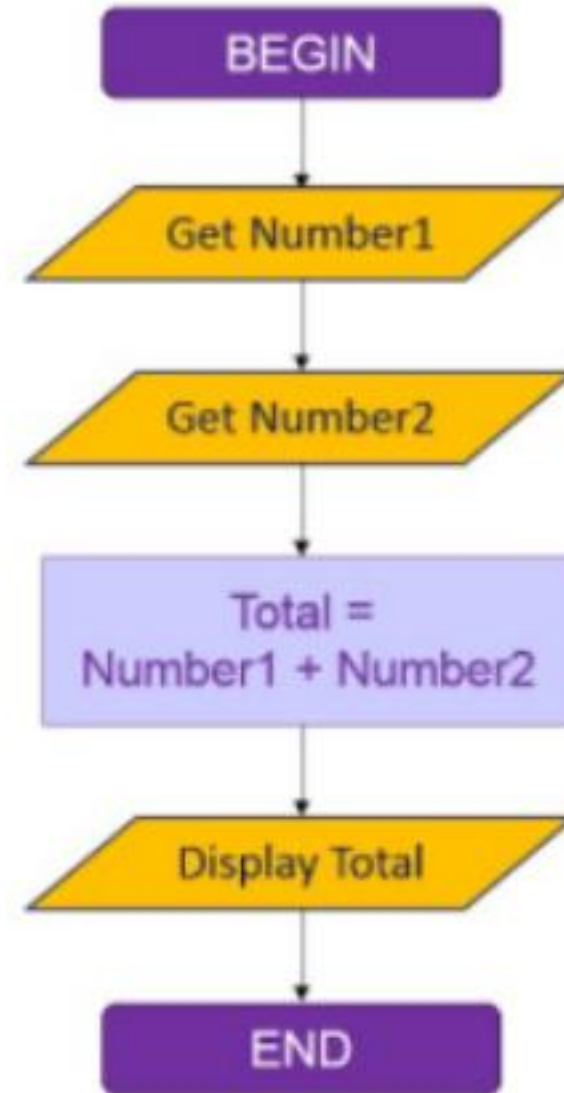 BEGIN
Get Number1
Get Number2
Total =
Number1 + Number2
Display Total
END